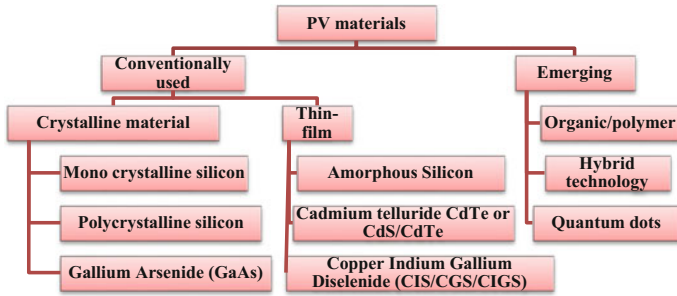 PV materials
Conventionally
used
Emerging
Crystalline material
Thin-
film
Organic/polymer
Mono crystalline silicon
Amorphous Silicon
Hybrid
technology
Polycrystalline silicon
Cadmium telluride CdTe or
CdS/CdTe
Quantum dots
Gallium Arsenide (GaAs)
Copper Indium Gallium
Diselenide (CIS/CGS/CIGS)